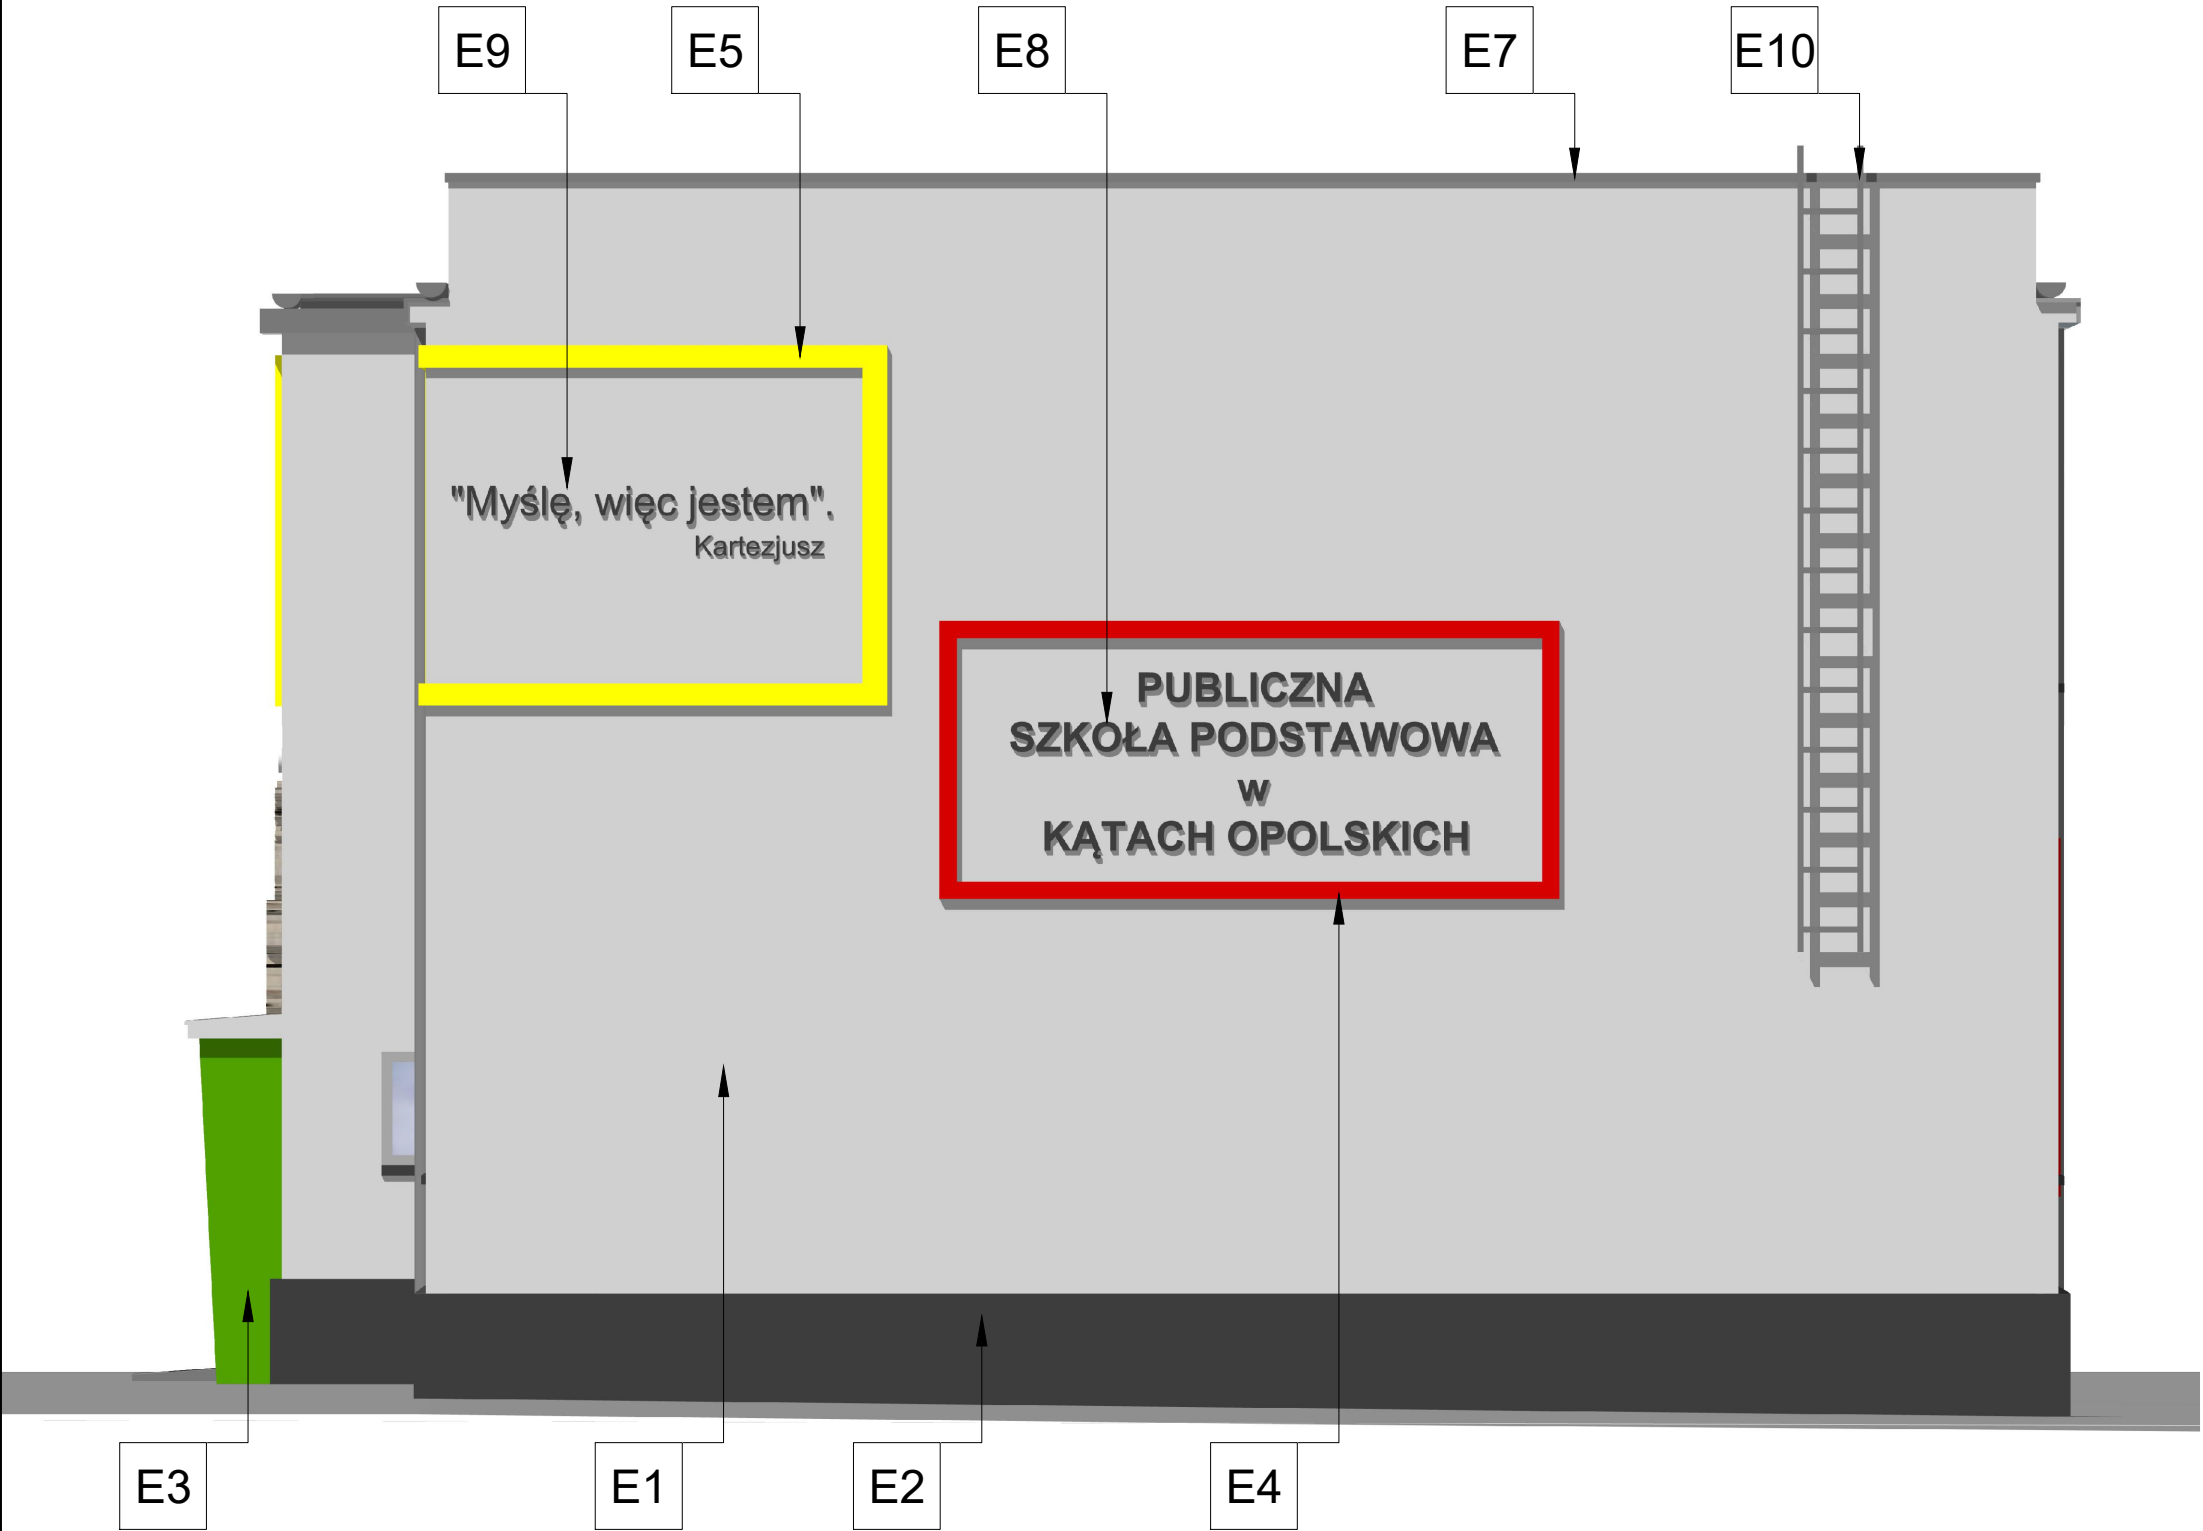 E9 E5 E8 E7 E10
"Myślę, więc jestem".
Kartezjusz
PUBLICZNA
SZKOŁA PODSTAWOWA
w
KĄTACH OPOLSKICH
E3 E1 E2 E4